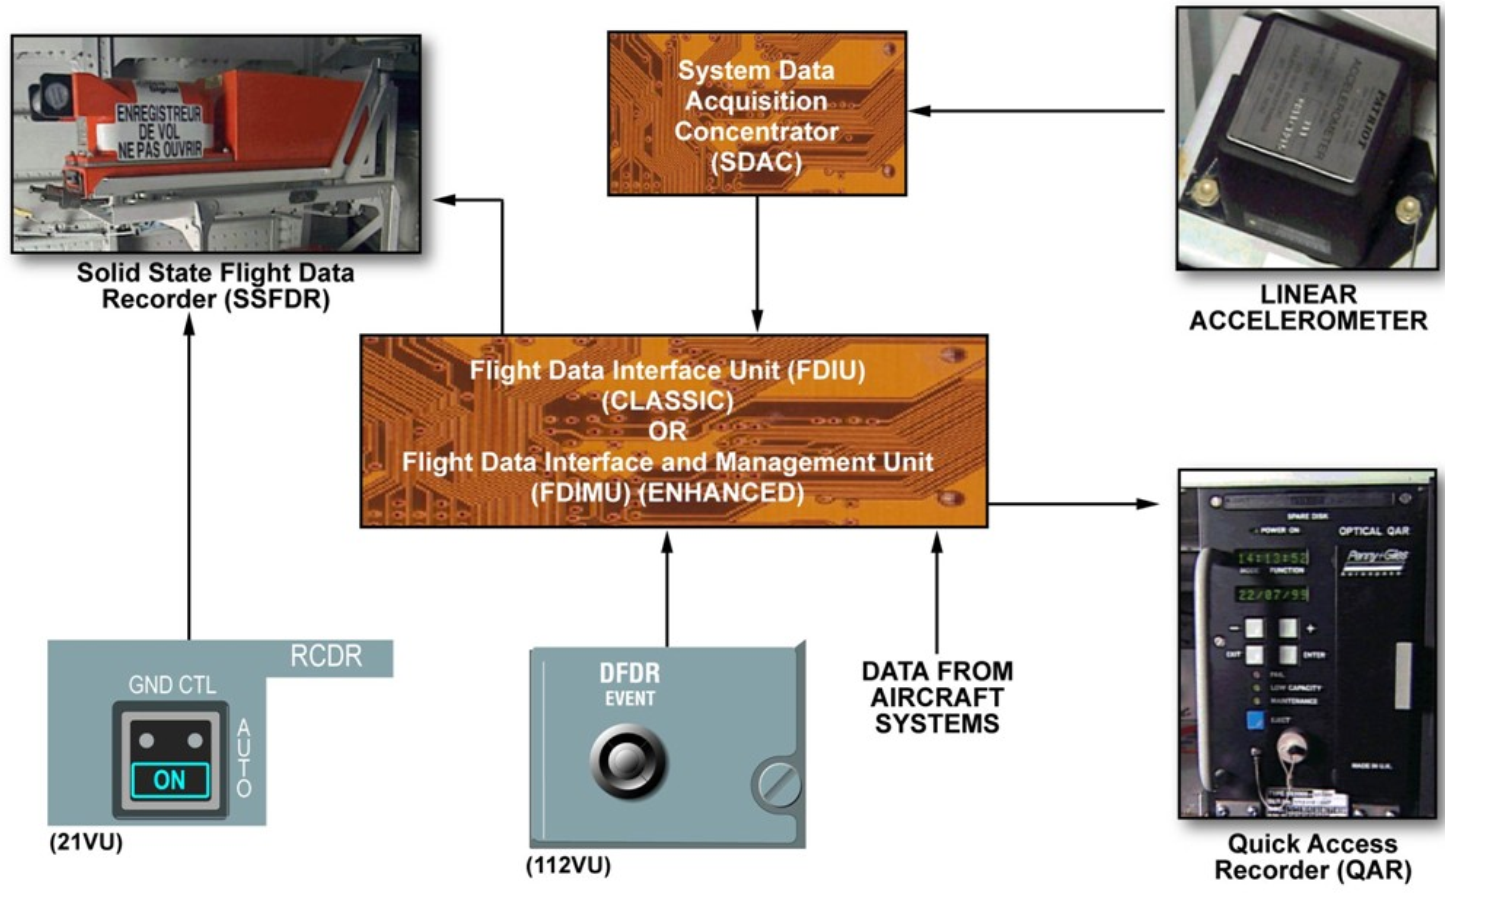 ENREGISTREUR
DE VOL
NE PAS OUVRIR
Solid State Flight Data
Recorder (SSFDR)
System Data
Acquisition
Concentrator
(SDAC)
PATRIOT
ACCELEROMETER
LINEAR
ACCELEROMETER
Flight Data Interface Unit (FDIU)
(CLASSIC)
OR
Flight Data Interface and Management Unit
(FDIMU) (ENHANCED)
RCDR
GND CTL
AUTO
ON
(21VU)
DFDR
EVENT
(112VU)
DATA FROM
AIRCRAFT
SYSTEMS
SPARE DISK
POWER ON
OPTICAL QAR
14:13:52
FUNCTION
Penny+Giles
Aerospace
22/07/99
- +
EXIT ENTER
FAIL
LOW CAPACITY
MAINTENANCE
EJECT
MADE IN U.K.
Quick Access
Recorder (QAR)